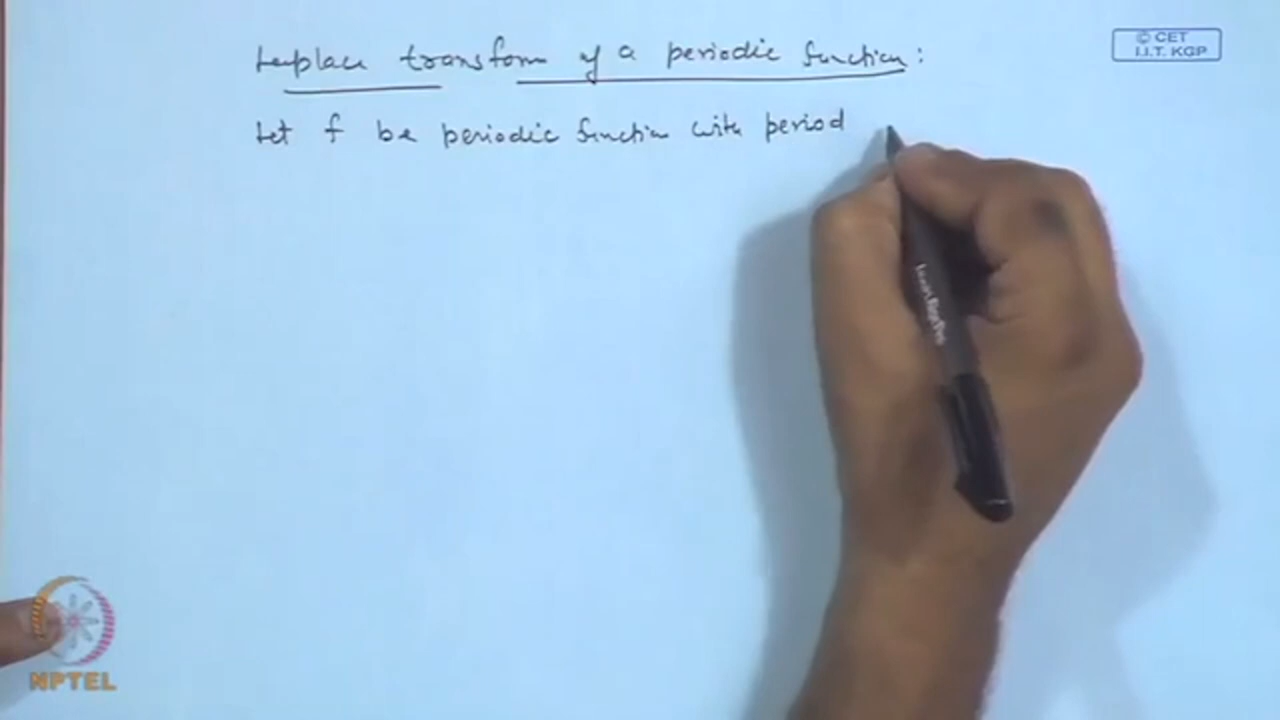 Laplace transform of a periodic function:
Let f be periodic function with period
© CET
I.I.T. KGP
NPTEL